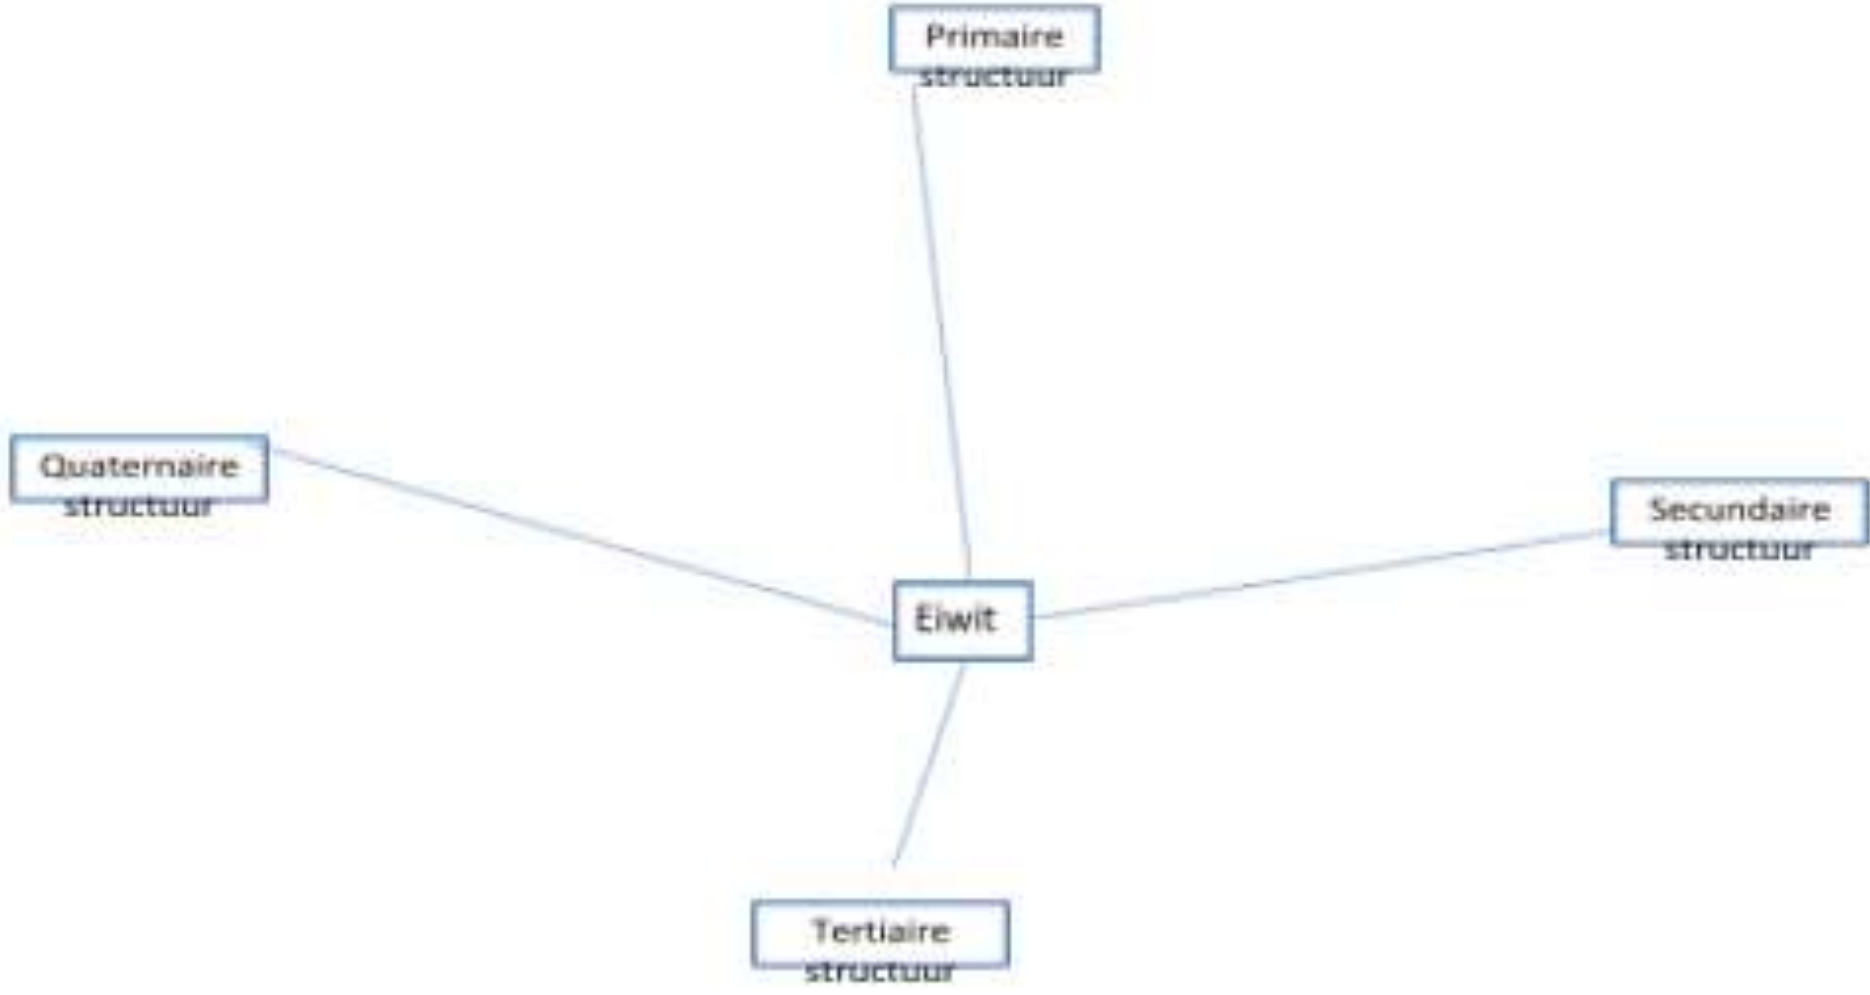 Primaire
structuur
Quaternaire
structuur
Secundaire
structuur
Eiwit
Tertiaire
structuur